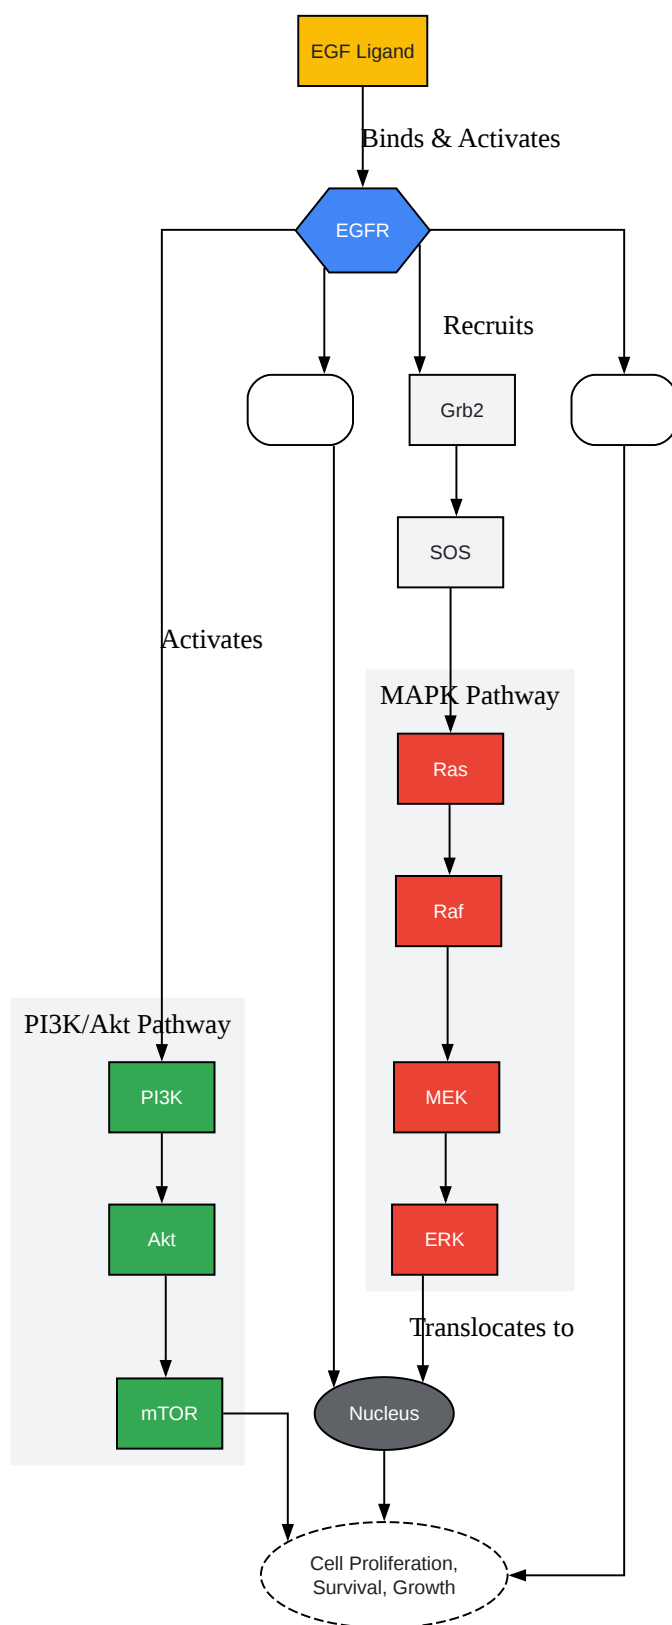 EGF Ligand
Binds & Activates
EGFR
Recruits
Grb2
SOS
Activates
MAPK Pathway
Ras
Raf
PI3K/Akt Pathway
PI3K
MEK
Akt
ERK
Translocates to
mTOR
Nucleus
Cell Proliferation,
Survival, Growth